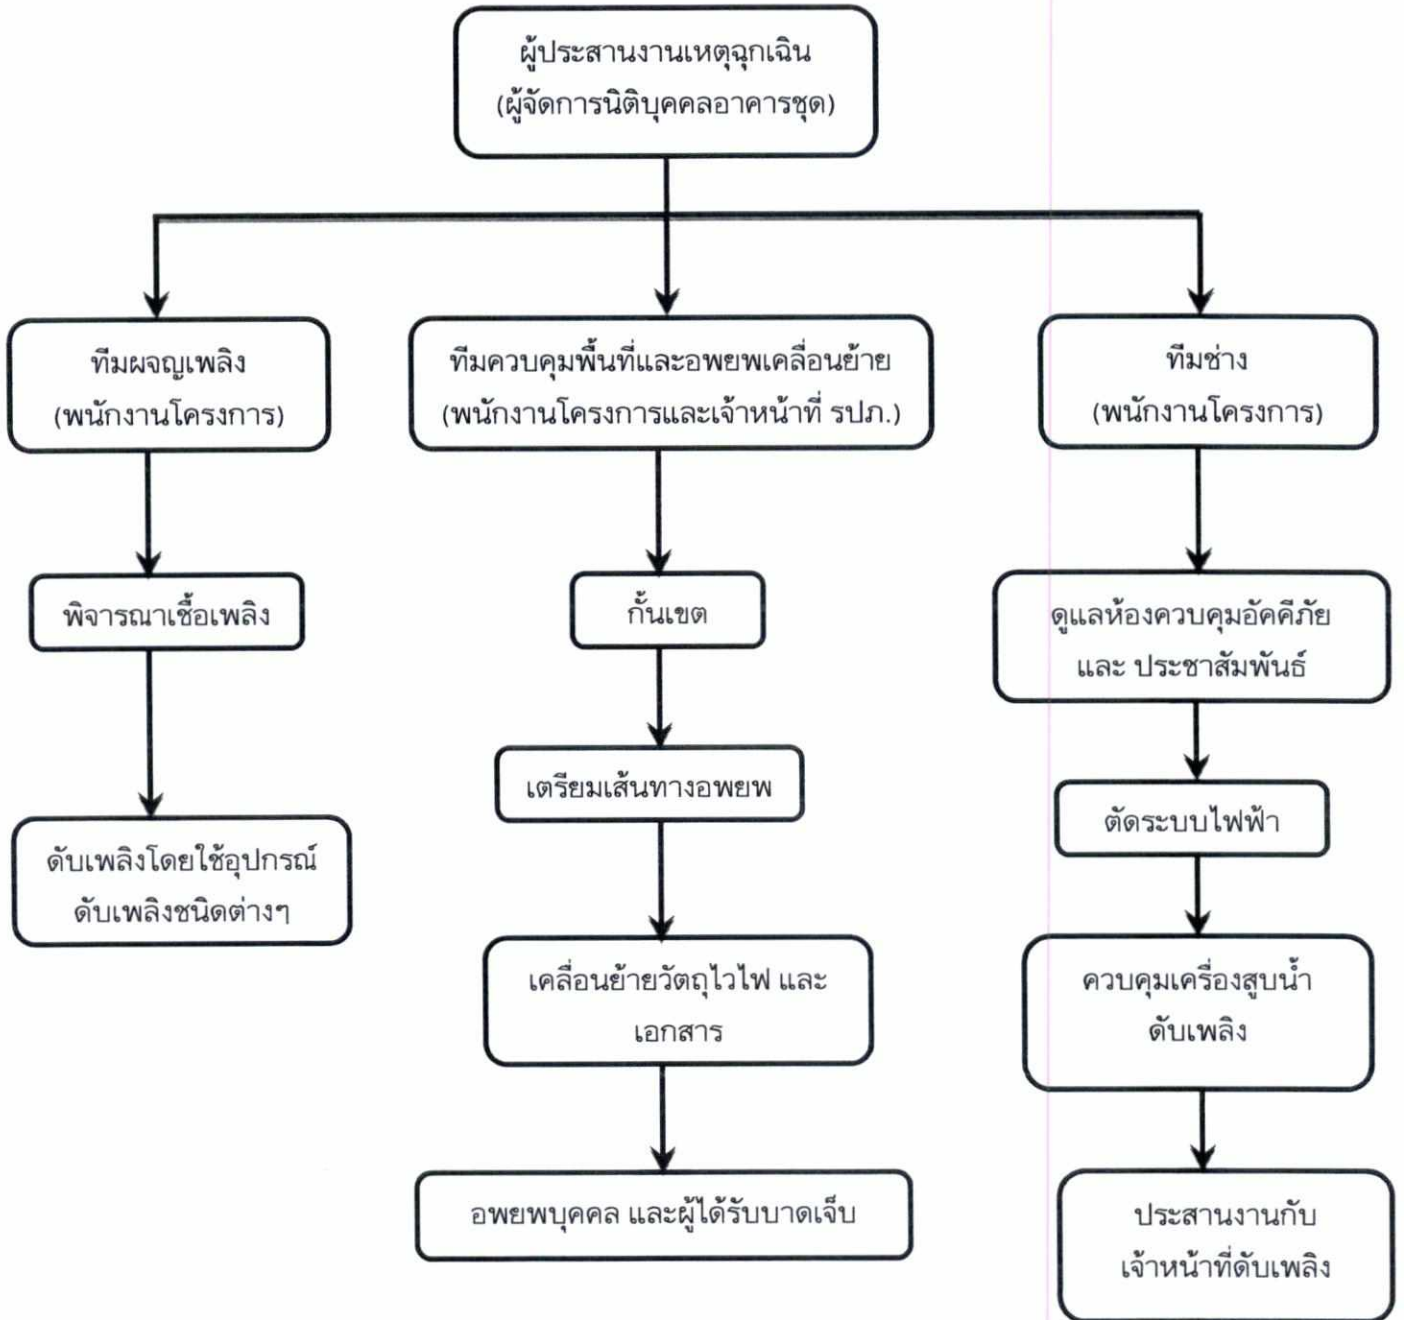 ผู้ประสานงานเหตุฉุกเฉิน
(ผู้จัดการนิติบุคคลอาคารชุด)
ทีมผจญเพลิง
(พนักงานโครงการ)
ทีมควบคุมพื้นที่และอพยพเคลื่อนย้าย
(พนักงานโครงการและเจ้าหน้าที่ รปภ.)
ทีมช่าง
(พนักงานโครงการ)
พิจารณาเชื้อเพลิง
ดับเพลิงโดยใช้อุปกรณ์
ดับเพลิงชนิดต่างๆ
กั้นเขต
เตรียมเส้นทางอพยพ
เคลื่อนย้ายวัตถุไวไฟ และ
เอกสาร
อพยพบุคคล และผู้ได้รับบาดเจ็บ
ดูแลห้องควบคุมอัคคีภัย
และ ประชาสัมพันธ์
ตัดระบบไฟฟ้า
ควบคุมเครื่องสูบน้ำ
ดับเพลิง
ประสานงานกับ
เจ้าหน้าที่ดับเพลิง